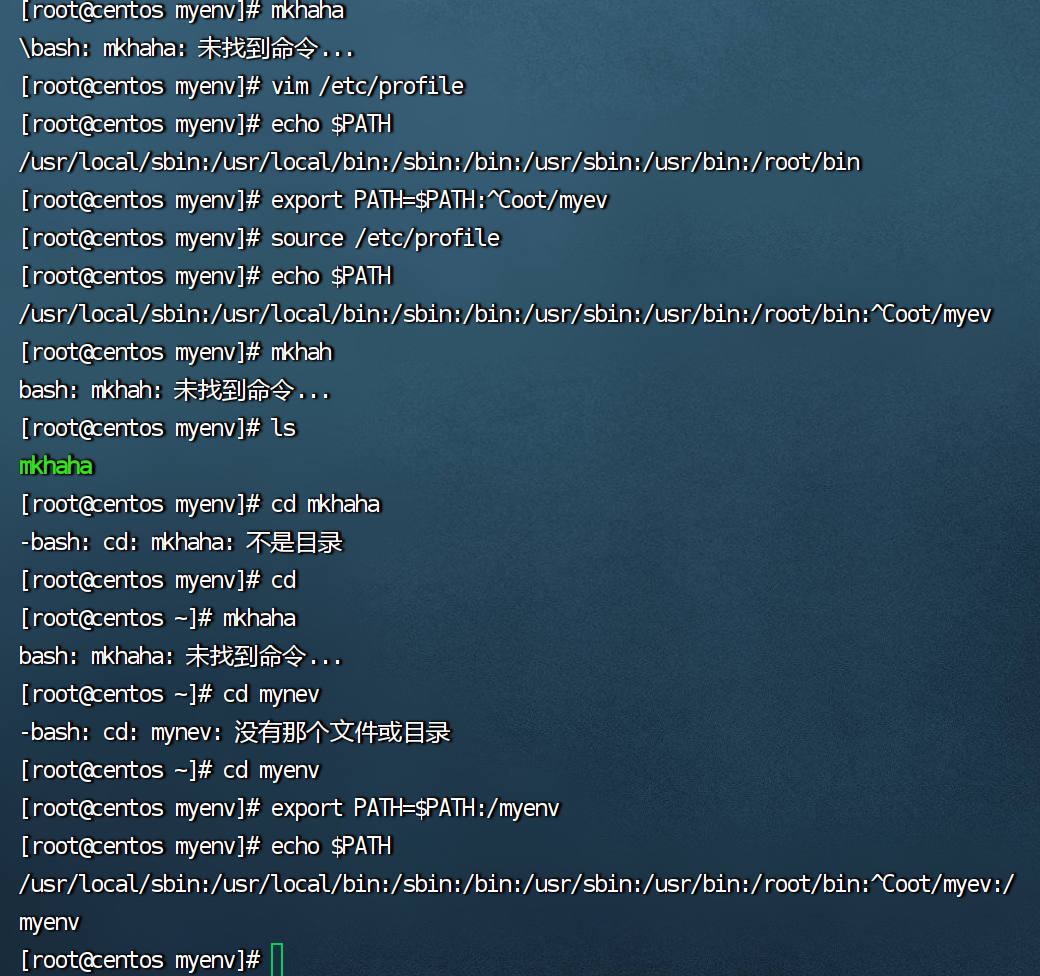 [root@centos myenv]# mkhaha
\bash: mkhaha: 未找到命令...
[root@centos myenv]# vim /etc/profile
[root@centos myenv]# echo $PATH
/usr/local/sbin:/usr/local/bin:/sbin:/bin:/usr/sbin:/usr/bin:/root/bin
[root@centos myenv]# export PATH=$PATH:^Coot/myev
[root@centos myenv]# source /etc/profile
[root@centos myenv]# echo $PATH
/usr/local/sbin:/usr/local/bin:/sbin:/bin:/usr/sbin:/usr/bin:/root/bin:^Coot/myev
[root@centos myenv]# mkhah
bash: mkhah: 未找到命令...
[root@centos myenv]# ls
mkhaha
[root@centos myenv]# cd mkhaha
-bash: cd: mkhaha: 不是目录
[root@centos myenv]# cd
[root@centos ~]# mkhaha
bash: mkhaha: 未找到命令...
[root@centos ~]# cd mynev
-bash: cd: mynev: 没有那个文件或目录
[root@centos ~]# cd myenv
[root@centos myenv]# export PATH=$PATH:/myenv
[root@centos myenv]# echo $PATH
/usr/local/sbin:/usr/local/bin:/sbin:/bin:/usr/sbin:/usr/bin:/root/bin:^Coot/myev:/
myenv
[root@centos myenv]#